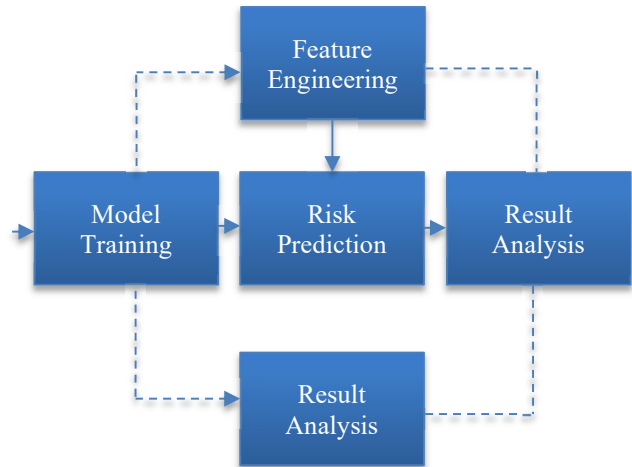 Feature
Engineering
Model
Training
Risk
Prediction
Result
Analysis
Result
Analysis